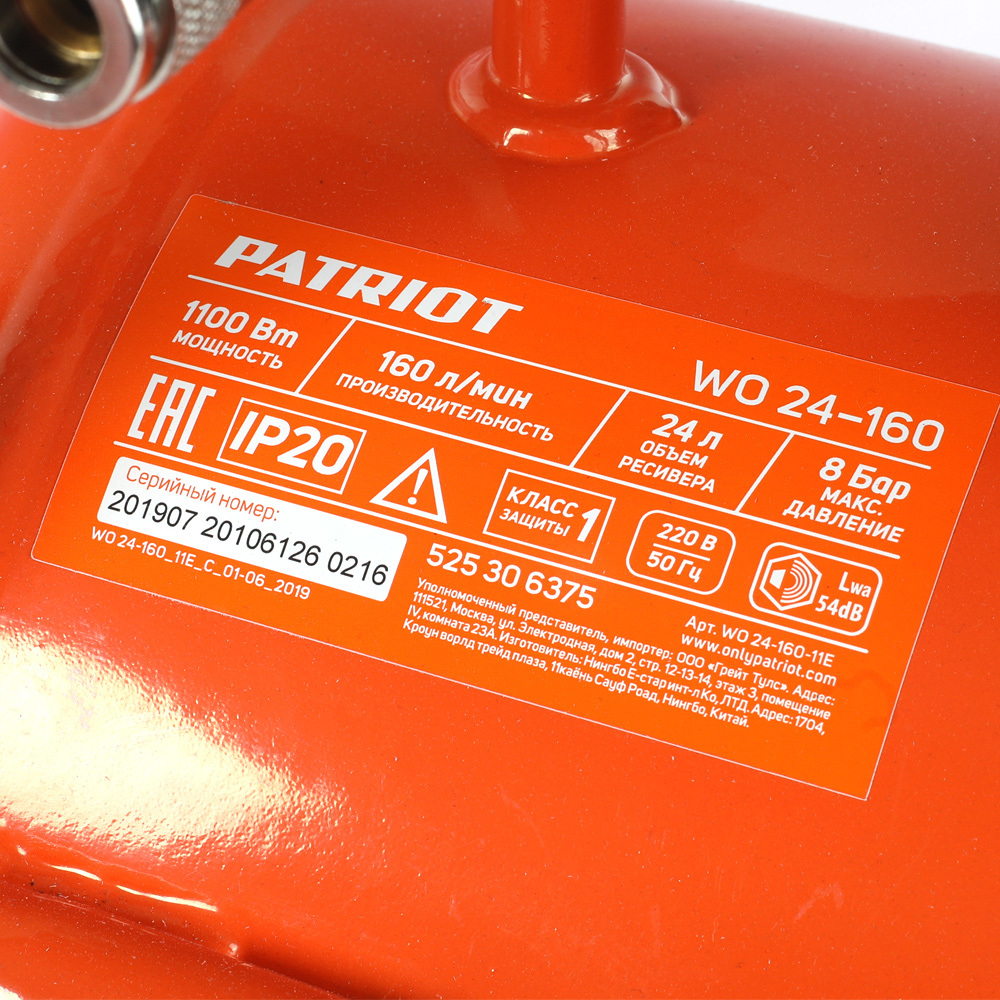 PATRIOT
WO 24-160
1100 Вт
МОЩНОСТЬ
160 л/мин
ПРОИЗВОДИТЕЛЬНОСТЬ
24 л
ОБЪЕМ
РЕСИВЕРА
8 Бар
МАКС.
ДАВЛЕНИЕ
EAC
IP20
КЛАСС
ЗАЩИТЫ 1
220 В
50 Гц
Lwa
54dB
Серийный номер:
201907 20106126 0216
WO 24-160_11E_C_01-06_2019
525 30 6375
Арт. WO 24-160-11E
www.onlypatriot.com
Уполномоченный представитель, импортер: ООО «Грейт Тулс». Адрес:
111521, Москва, ул. Электродная, дом 2, стр. 12-13-14, этаж 3, помещение
IV, комната 23А. Изготовитель: Нингбо Е-стар инт-л Ко, ЛТД. Адрес: 1704,
Кроун ворлд трейд плаза, 11каёнь Сауф Роад, Нингбо, Китай.